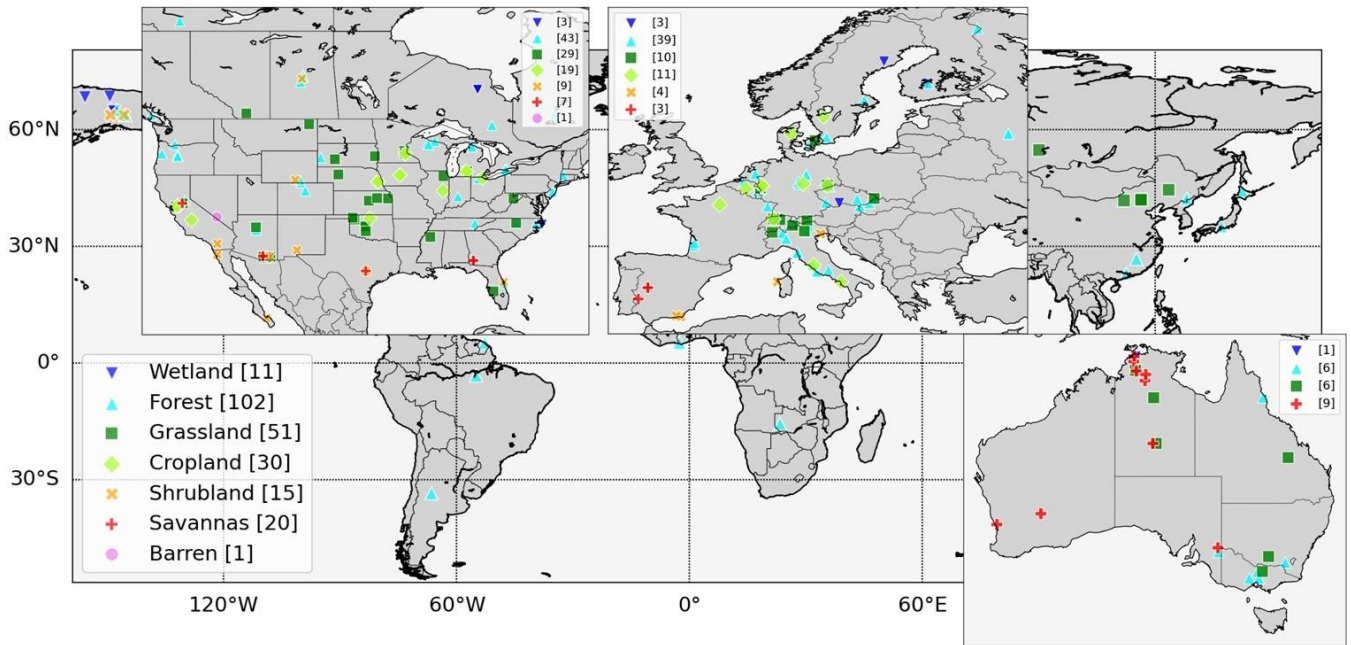 [3]
[43]
[29]
[19]
[9]
[7]
[1]
[3]
[39]
[10]
[11]
[4]
[3]
60°N
30°N
0°
30°S
Wetland [11]
Forest [102]
Grassland [51]
Cropland [30]
Shrubland [15]
Savannas [20]
Barren [1]
[1]
[6]
[6]
[9]
120°W
60°W
0°
60°E